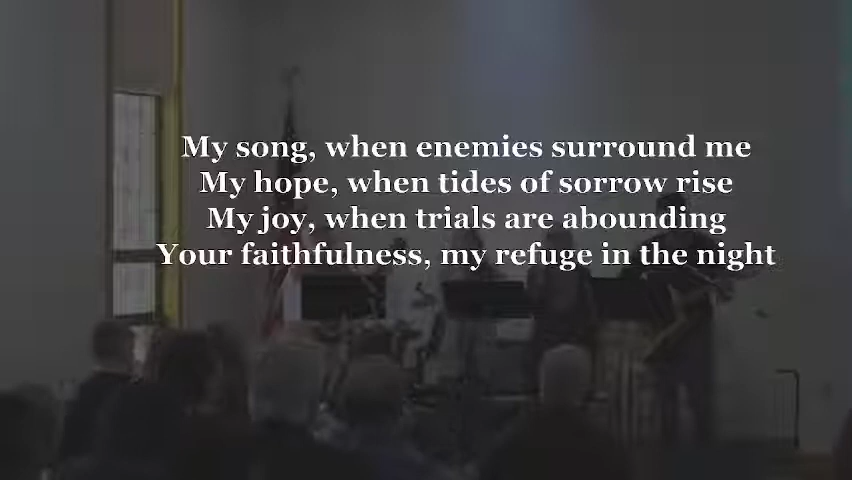 My song, when enemies surround me
My hope, when tides of sorrow rise
My joy, when trials are abounding
Your faithfulness, my refuge in the night